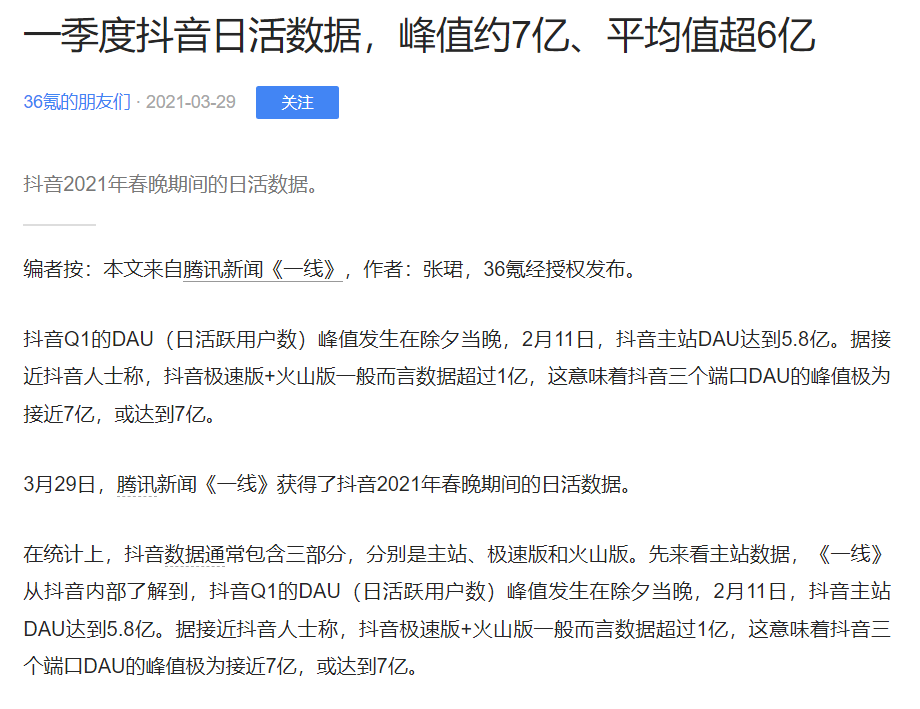 一季度抖音日活数据，峰值约7亿、平均值超6亿
36氪的朋友们 · 2021-03-29 关注
抖音2021年春晚期间的日活数据。
编者按：本文来自腾讯新闻《一线》，作者：张珺，36氪经授权发布。
抖音Q1的DAU（日活跃用户数）峰值发生在除夕当晚，2月11日，抖音主站DAU达到5.8亿。据接
近抖音人士称，抖音极速版+火山版一般而言数据超过1亿，这意味着抖音三个端口DAU的峰值极为
接近7亿，或达到7亿。
3月29日，腾讯新闻《一线》获得了抖音2021年春晚期间的日活数据。
在统计上，抖音数据通常包含三部分，分别是主站、极速版和火山版。先来看主站数据，《一线》
从抖音内部了解到，抖音Q1的DAU（日活跃用户数）峰值发生在除夕当晚，2月11日，抖音主站
DAU达到5.8亿。据接近抖音人士称，抖音极速版+火山版一般而言数据超过1亿，这意味着抖音三
个端口DAU的峰值极为接近7亿，或达到7亿。